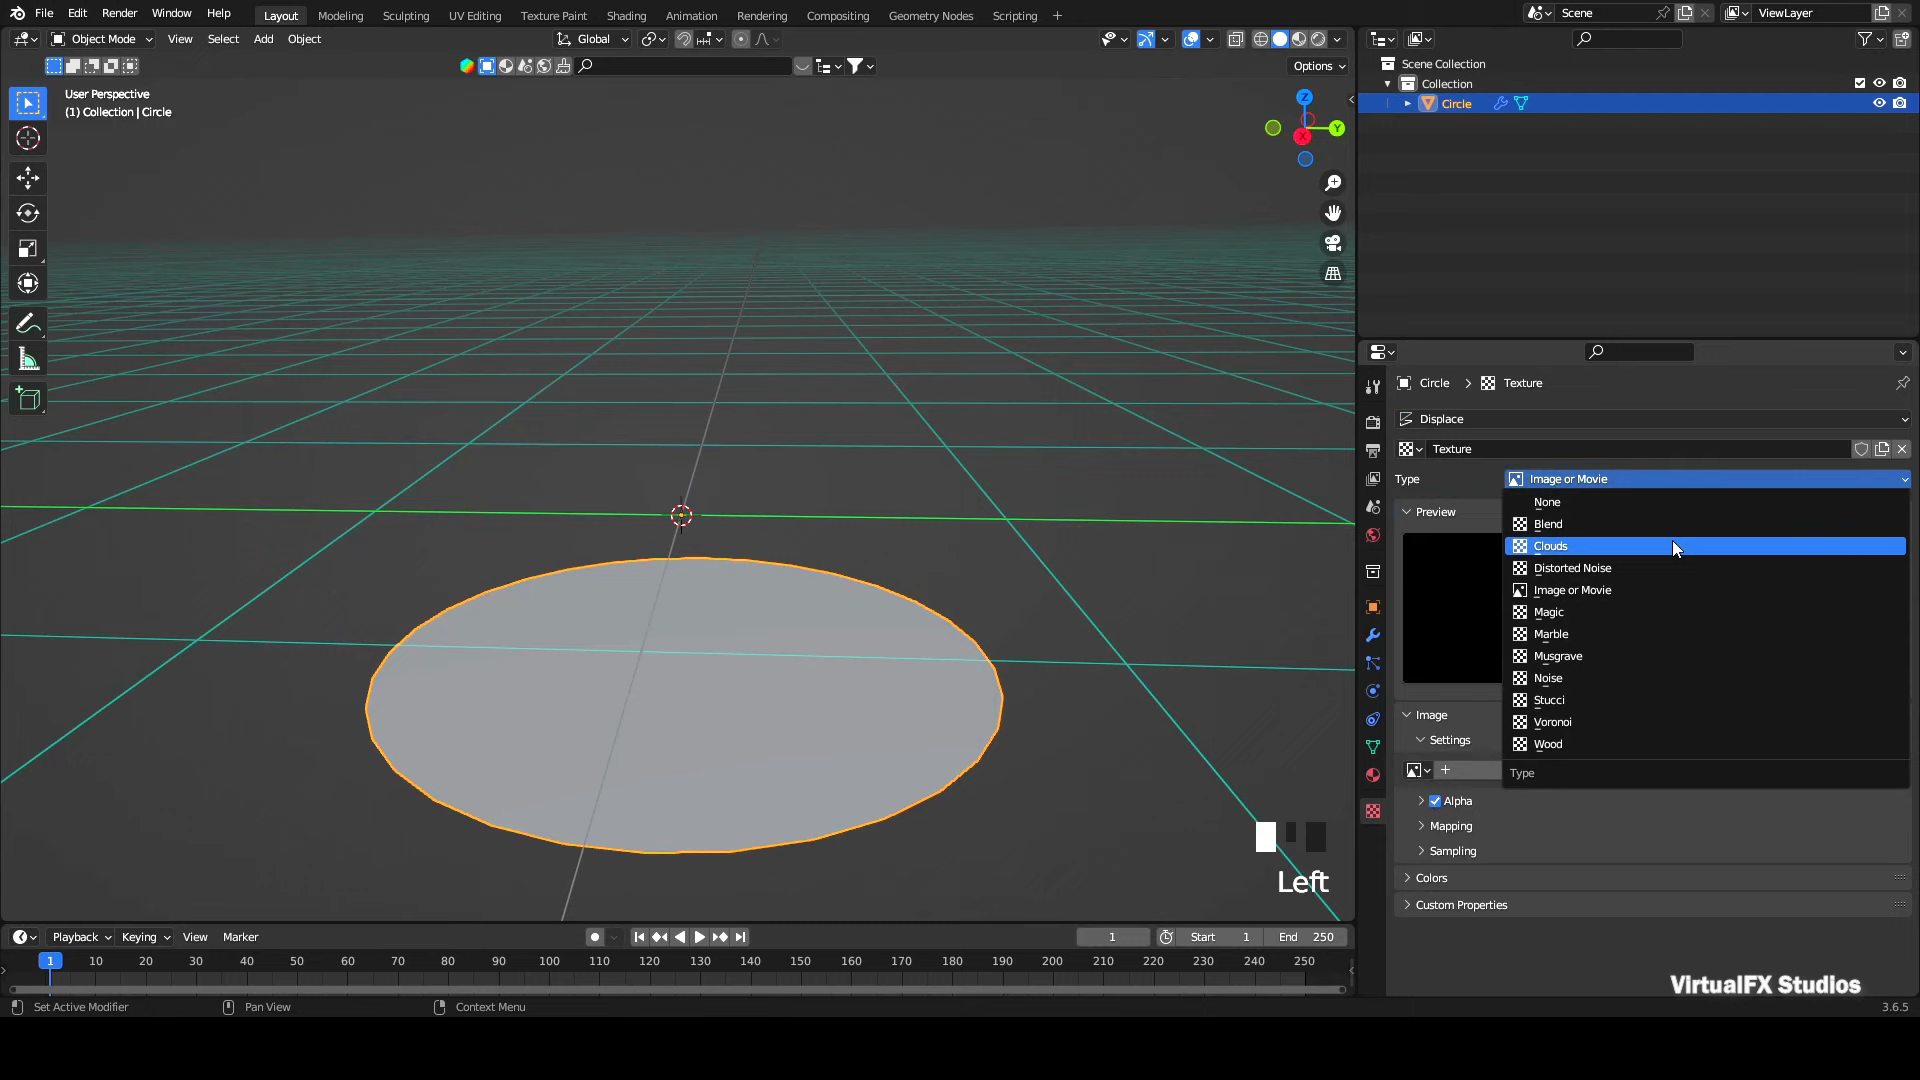 File Edit Render Window Help Layout Modeling Sculpting UV Editing Texture Paint Shading Animation Rendering Compositing Geometry Nodes Scripting + Scene ViewLayer
Object Mode View Select Add Object Global
Options
User Perspective
(1) Collection | Circle
Z
Y
X
Scene Collection
Collection
Circle
Circle > Texture
Displace
Texture
Type Image or Movie
None
Preview
Blend
Clouds
Distorted Noise
Image or Movie
Magic
Marble
Musgrave
Noise
Stucci
Voronoi
Wood
Type
Image
Settings
+
Alpha
Mapping
Sampling
Colors
Custom Properties
Left
Playback Keying View Marker 1 Start 1 End 250
1 10 20 30 40 50 60 70 80 90 100 110 120 130 140 150 160 170 180 190 200 210 220 230 240 250
VirtualFX Studios
Set Active Modifier Pan View Context Menu 3.6.5